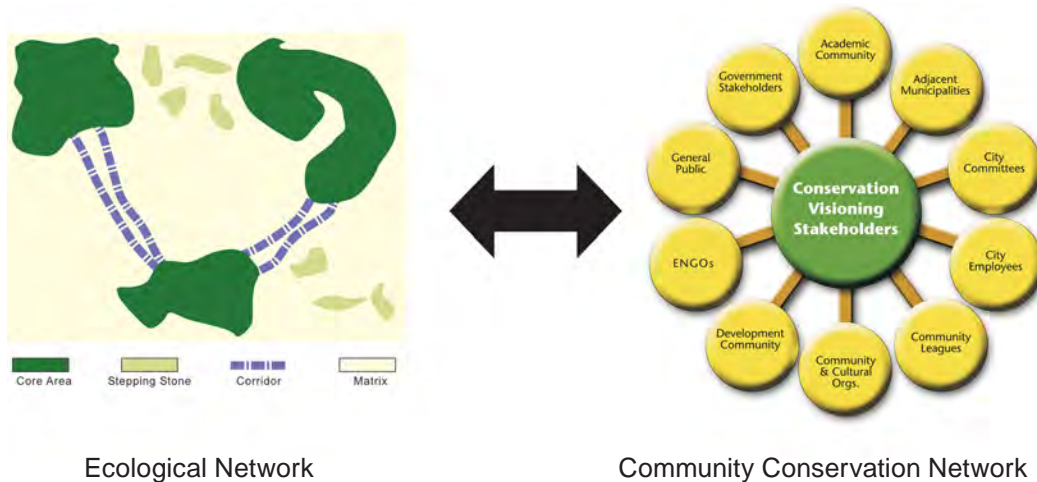 Core Area
Stepping Stone
Corridor
Matrix
Ecological Network
Academic
Community
Adjacent
Municipalities
City
Committees
City
Employees
Community
Leagues
Community
& Cultural
Orgs.
Development
Community
ENGOs
General
Public
Government
Stakeholders
Conservation
Visioning
Stakeholders
Community Conservation Network